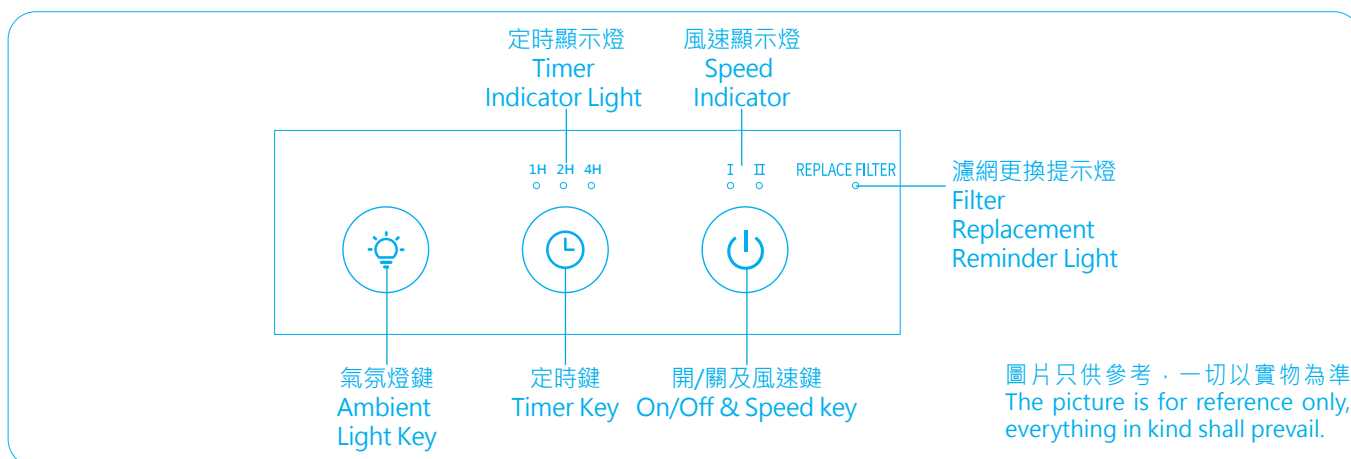 定時顯示燈
Timer
Indicator Light
風速顯示燈
Speed
Indicator
1H 2H 4H
I II
REPLACE FILTER
濾網更換提示燈
Filter
Replacement
Reminder Light
氣氛燈鍵
Ambient
Light Key
定時鍵
Timer Key
開/關及風速鍵
On/Off & Speed key
圖片只供參考，一切以實物為準
The picture is for reference only,
everything in kind shall prevail.